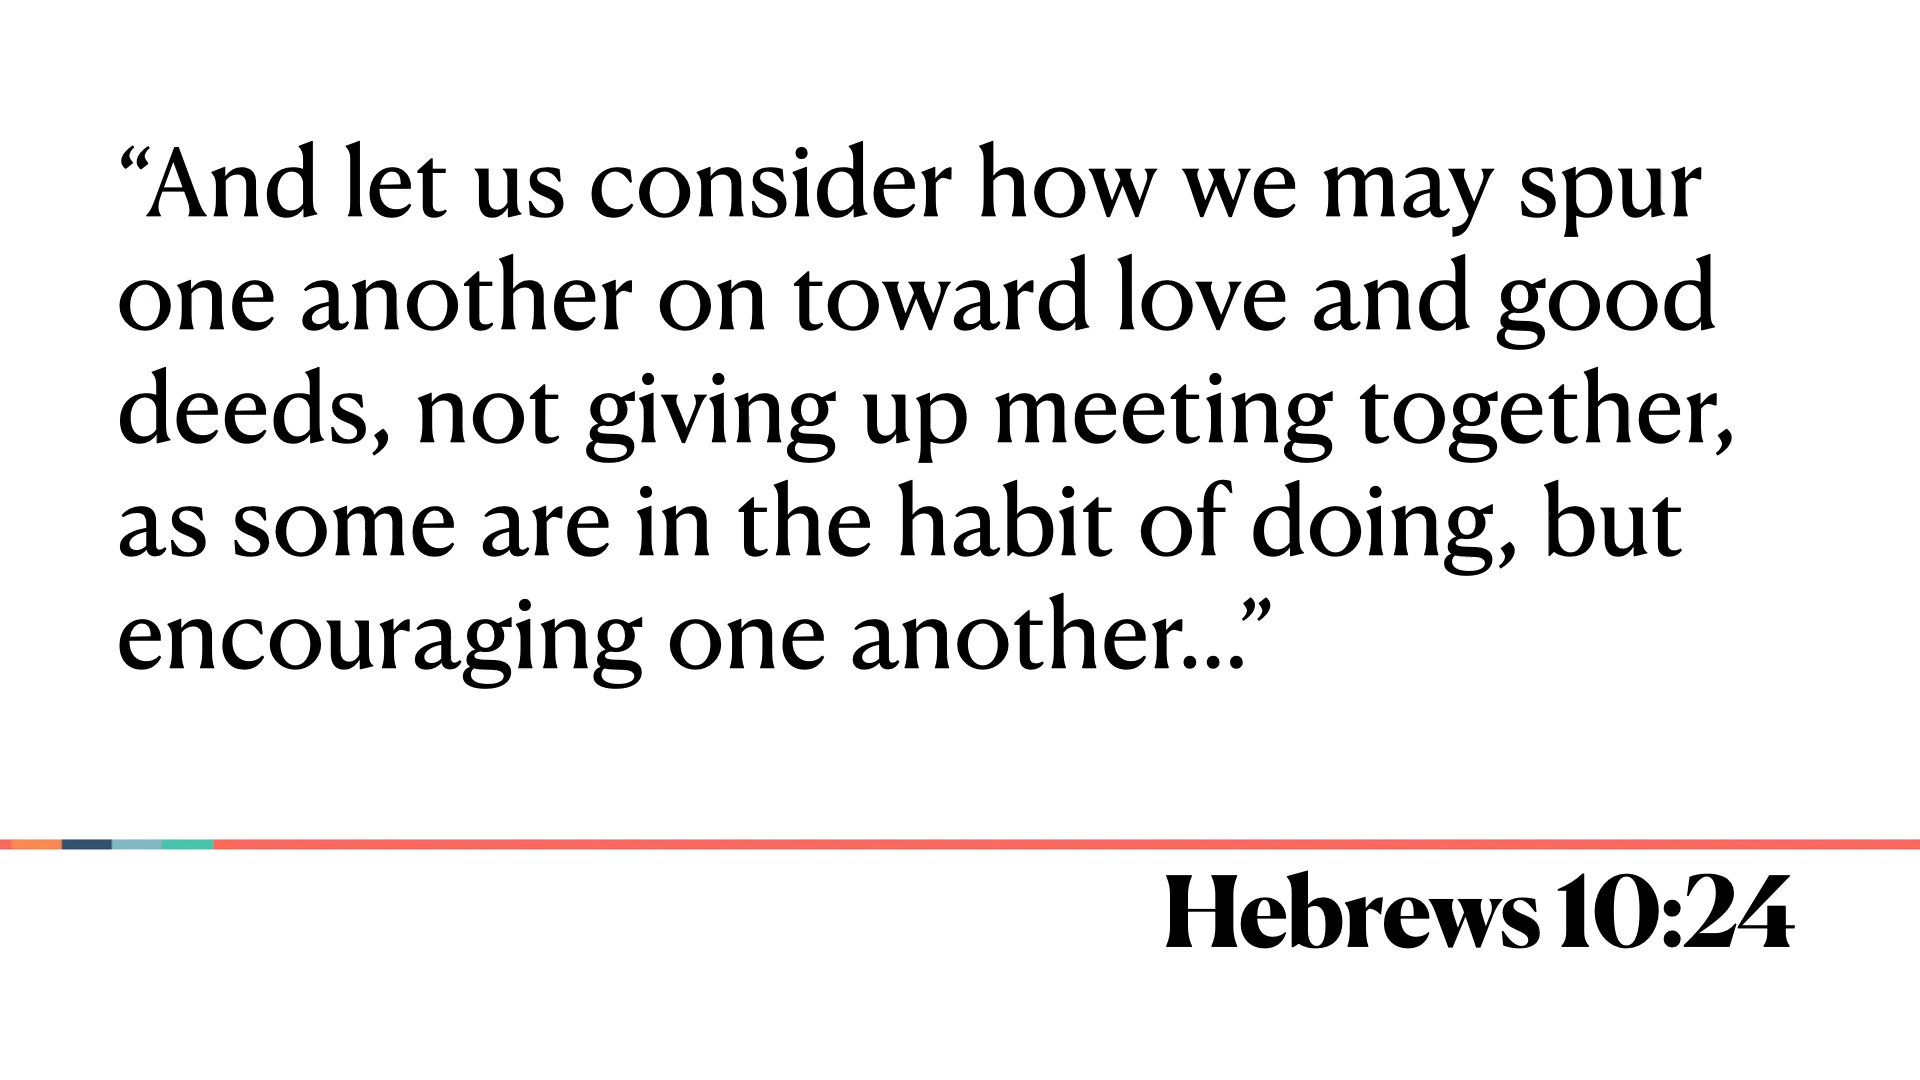 “And let us consider how we may spur
one another on toward love and good
deeds, not giving up meeting together,
as some are in the habit of doing, but
encouraging one another...”
Hebrews 10:24